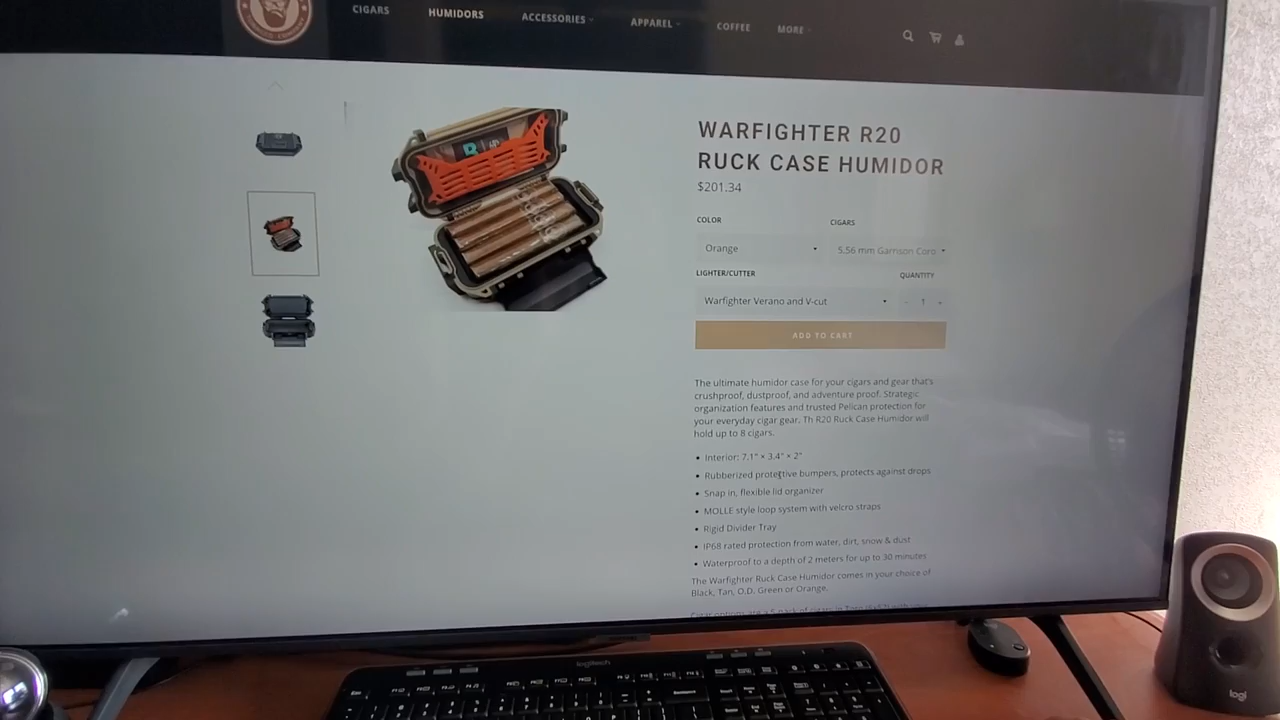 CIGARS
HUMIDORS
ACCESSORIES
APPAREL
COFFEE
MORE
WARFIGHTER R20
RUCK CASE HUMIDOR
$201.34
COLOR
CIGARS
Orange
5.56 mm Garrison Coro
LIGHTER/CUTTER
QUANTITY
Warfighter Verano and V-cut
- 1 +
ADD TO CART
The ultimate humidor case for your cigars and gear that's
crushproof, dustproof, and adventure proof. Strategic
organization features and trusted Pelican protection for
your everyday cigar gear. Th R20 Ruck Case Humidor will
hold up to 8 cigars.
• Interior: 7.1" × 3.4" × 2"
• Rubberized protective bumpers, protects against drops
• Snap in, flexible lid organizer
• MOLLE style loop system with velcro straps
• Rigid Divider Tray
• IP68 rated protection from water, dirt, snow & dust
• Waterproof to a depth of 2 meters for up to 30 minutes
The Warfighter Ruck Case Humidor comes in your choice of
Black, Tan, O.D. Green or Orange.
logitech
logi